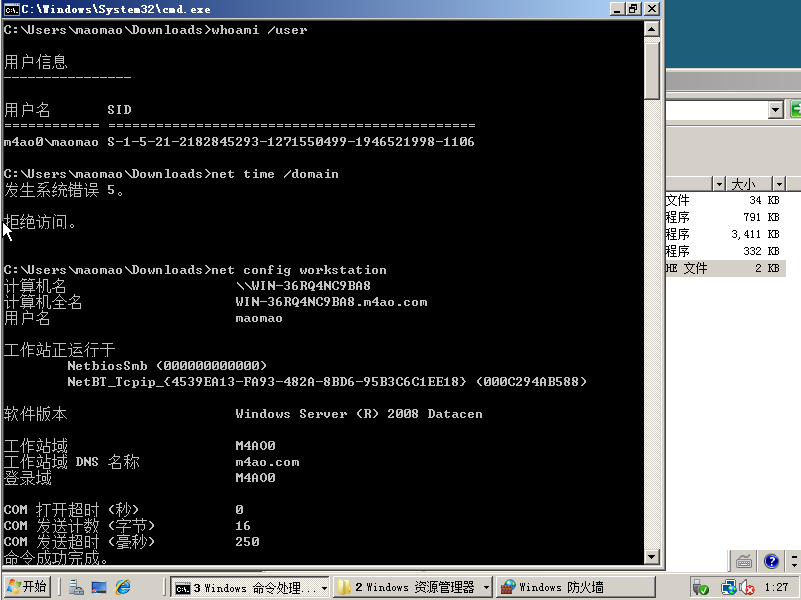 C:\Windows\System32\cmd.exe
C:\Users\maomao\Downloads>whoami /user
用户信息
----------------
用户名 SID
============ ==============================================
m4ao0\maomao S-1-5-21-2182845293-1271550499-1946521998-1106
C:\Users\maomao\Downloads>net time /domain
发生系统错误 5。
拒绝访问。
C:\Users\maomao\Downloads>net config workstation
计算机名 \\WIN-36RQ4NC9BA8
计算机全名 WIN-36RQ4NC9BA8.m4ao.com
用户名 maomao
工作站正运行于
NetbiosSmb (000000000000)
NetBT_Tcpip_{4539EA13-FA93-482A-8BD6-95B3C6C1EE18} (000C294AB588)
软件版本 Windows Server (R) 2008 Datacen
工作站域 M4AO0
工作站域 DNS 名称 m4ao.com
登录域 M4AO0
COM 打开超时 (秒) 0
COM 发送计数 (字节) 16
COM 发送超时 (毫秒) 250
命令成功完成。
大小
文件 34 KB
程序 791 KB
程序 3,411 KB
程序 332 KB
HE 文件 2 KB
开始
3 Windows 命令处理...
2 Windows 资源管理器
Windows 防火墙
1:27